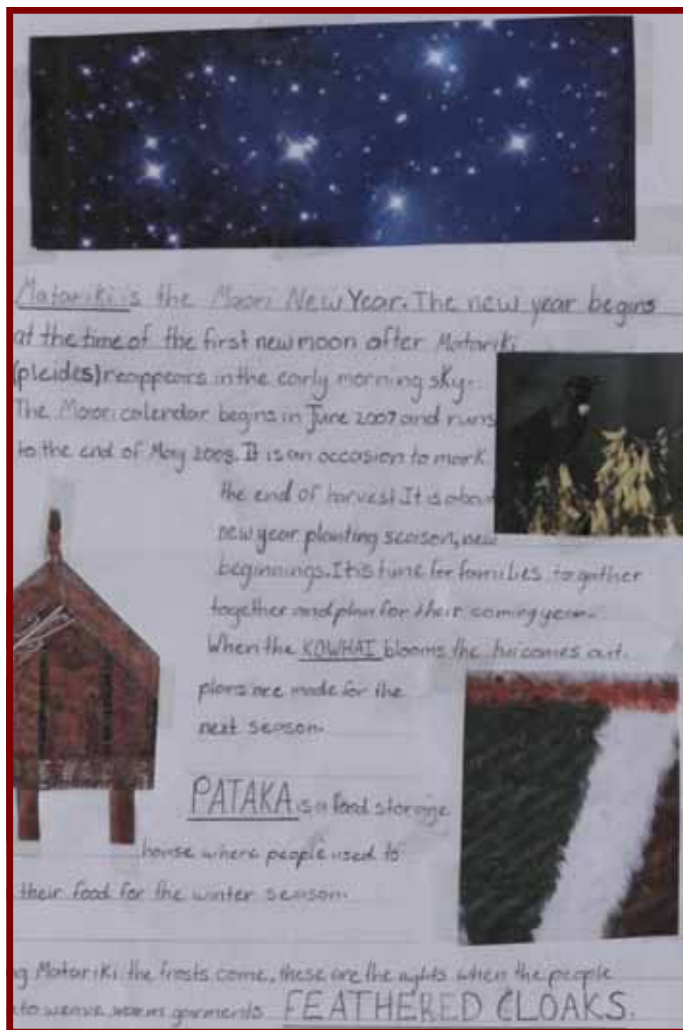 Matariki is the Maori New Year. The new year begins
at the time of the first new moon after Matariki
(pleides) reappears in the early morning sky.
The Maori calendar begins in June 2007 and runs
to the end of May 2008. It is an occasion to mark
the end of harvest. It is about
new year planting season, new
beginnings. It is time for families to gather
together and plan for their coming year.
When the KOWHAI blooms the tui comes out.
plans are made for the
next season.
PATAKA is a food storage
house where people used to
their food for the winter season.
Matariki the frosts come, these are the nights when the people
to weave warm garments FEATHERED CLOAKS.